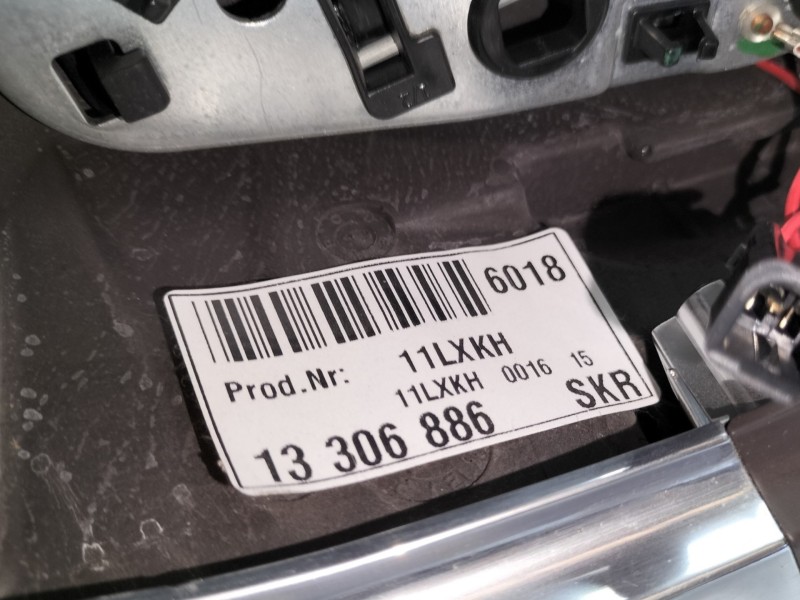 6018
Prod.Nr: 11LXKH
11LXKH 0016 15
13 306 886 SKR